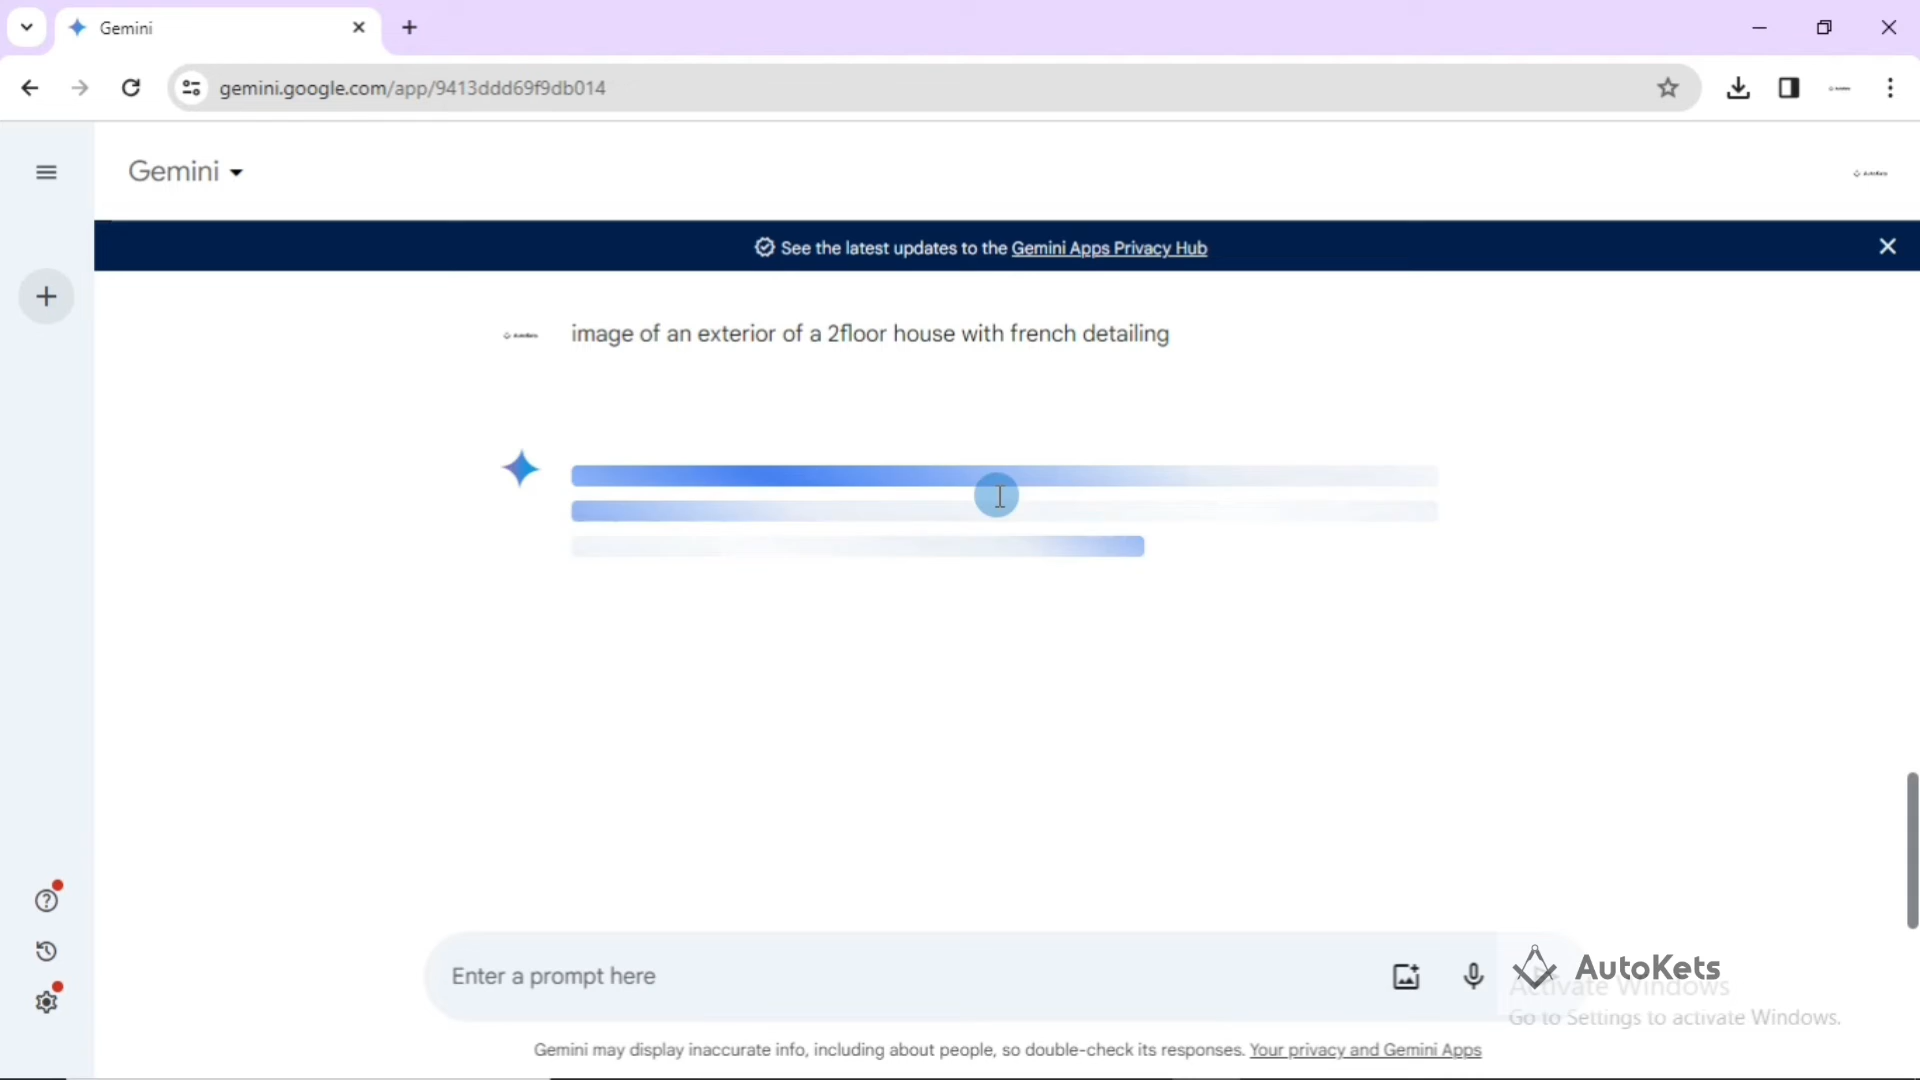 Gemini
gemini.google.com/app/9413ddd69f9db014
Gemini
See the latest updates to the Gemini Apps Privacy Hub
image of an exterior of a 2floor house with french detailing
Enter a prompt here
AutoKets
Activate Windows
Go to Settings to activate Windows.
Gemini may display inaccurate info, including about people, so double-check its responses. Your privacy and Gemini Apps